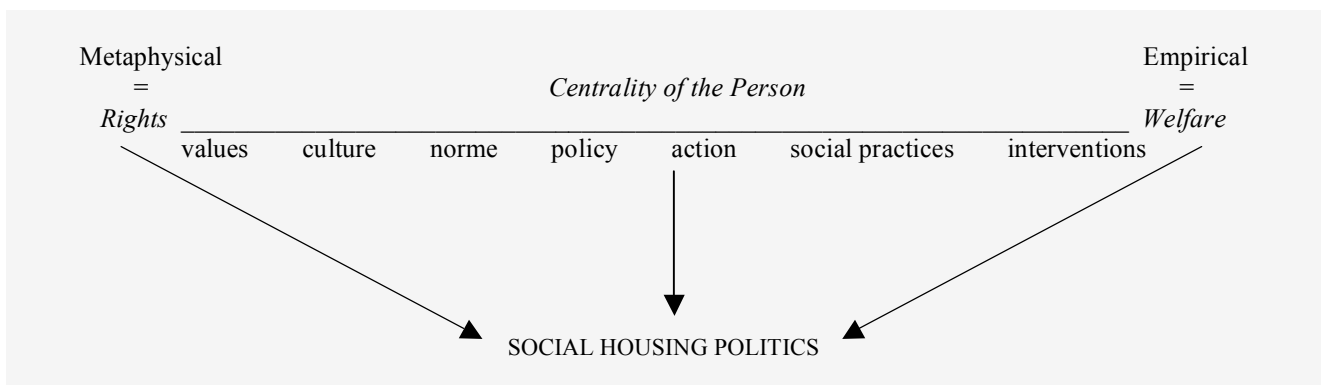 Metaphysical
=
Rights
Centrality of the Person
Empirical
=
Welfare
values culture norme policy action social practices interventions
SOCIAL HOUSING POLITICS